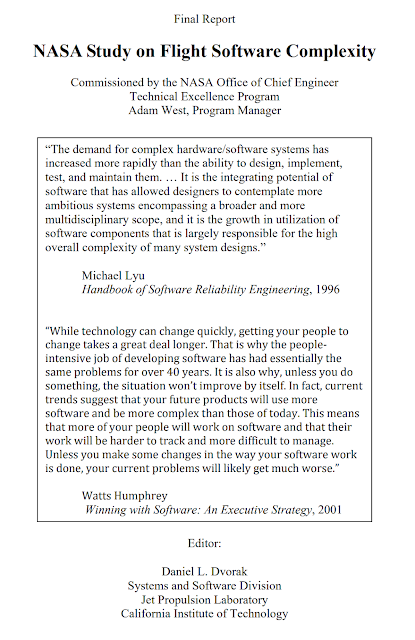 Final Report
NASA Study on Flight Software Complexity
Commissioned by the NASA Office of Chief Engineer
Technical Excellence Program
Adam West, Program Manager
“The demand for complex hardware/software systems has
increased more rapidly than the ability to design, implement,
test, and maintain them. … It is the integrating potential of
software that has allowed designers to contemplate more
ambitious systems encompassing a broader and more
multidisciplinary scope, and it is the growth in utilization of
software components that is largely responsible for the high
overall complexity of many system designs.”
Michael Lyu
Handbook of Software Reliability Engineering, 1996
“While technology can change quickly, getting your people to
change takes a great deal longer. That is why the people-
intensive job of developing software has had essentially the
same problems for over 40 years. It is also why, unless you do
something, the situation won’t improve by itself. In fact, current
trends suggest that your future products will use more
software and be more complex than those of today. This means
that more of your people will work on software and that their
work will be harder to track and more difficult to manage.
Unless you make some changes in the way your software work
is done, your current problems will likely get much worse.”
Watts Humphrey
Winning with Software: An Executive Strategy, 2001
Editor:
Daniel L. Dvorak
Systems and Software Division
Jet Propulsion Laboratory
California Institute of Technology